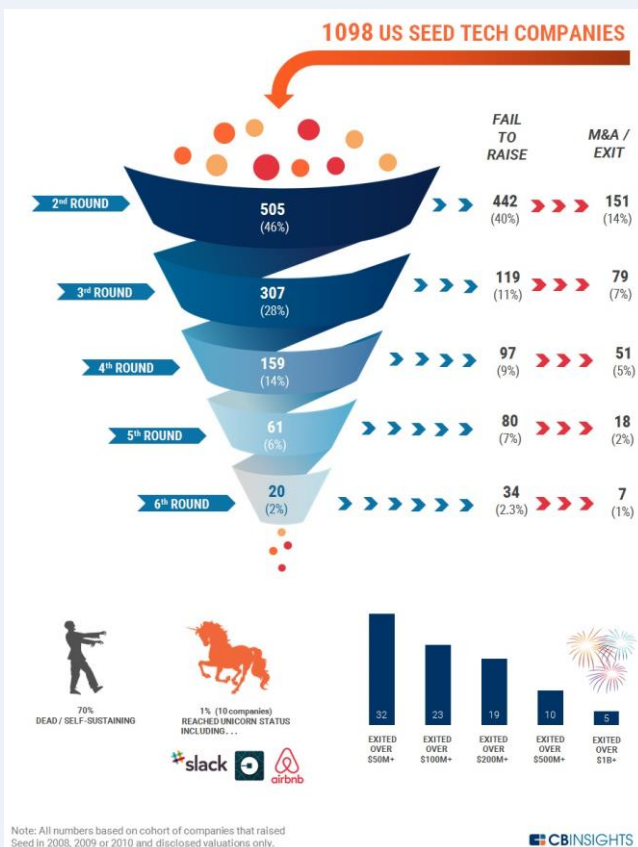 1098 US SEED TECH COMPANIES
FAIL
TO
RAISE
M&A /
EXIT
2nd ROUND
505
(46%)
442
(40%)
151
(14%)
3rd ROUND
307
(28%)
119
(11%)
79
(7%)
4th ROUND
159
(14%)
97
(9%)
51
(5%)
5th ROUND
61
(6%)
80
(7%)
18
(2%)
6th ROUND
20
(2%)
34
(2.3%)
7
(1%)
70%
DEAD / SELF-SUSTAINING
1% (10 companies)
REACHED UNICORN STATUS
INCLUDING...
slack
airbnb
32
23
19
10
5
EXITED
OVER
$50M+
EXITED
OVER
$100M+
EXITED
OVER
$200M+
EXITED
OVER
$500M+
EXITED
OVER
$1B+
Note: All numbers based on cohort of companies that raised
Seed in 2008, 2009 or 2010 and disclosed valuations only.
CBINSIGHTS